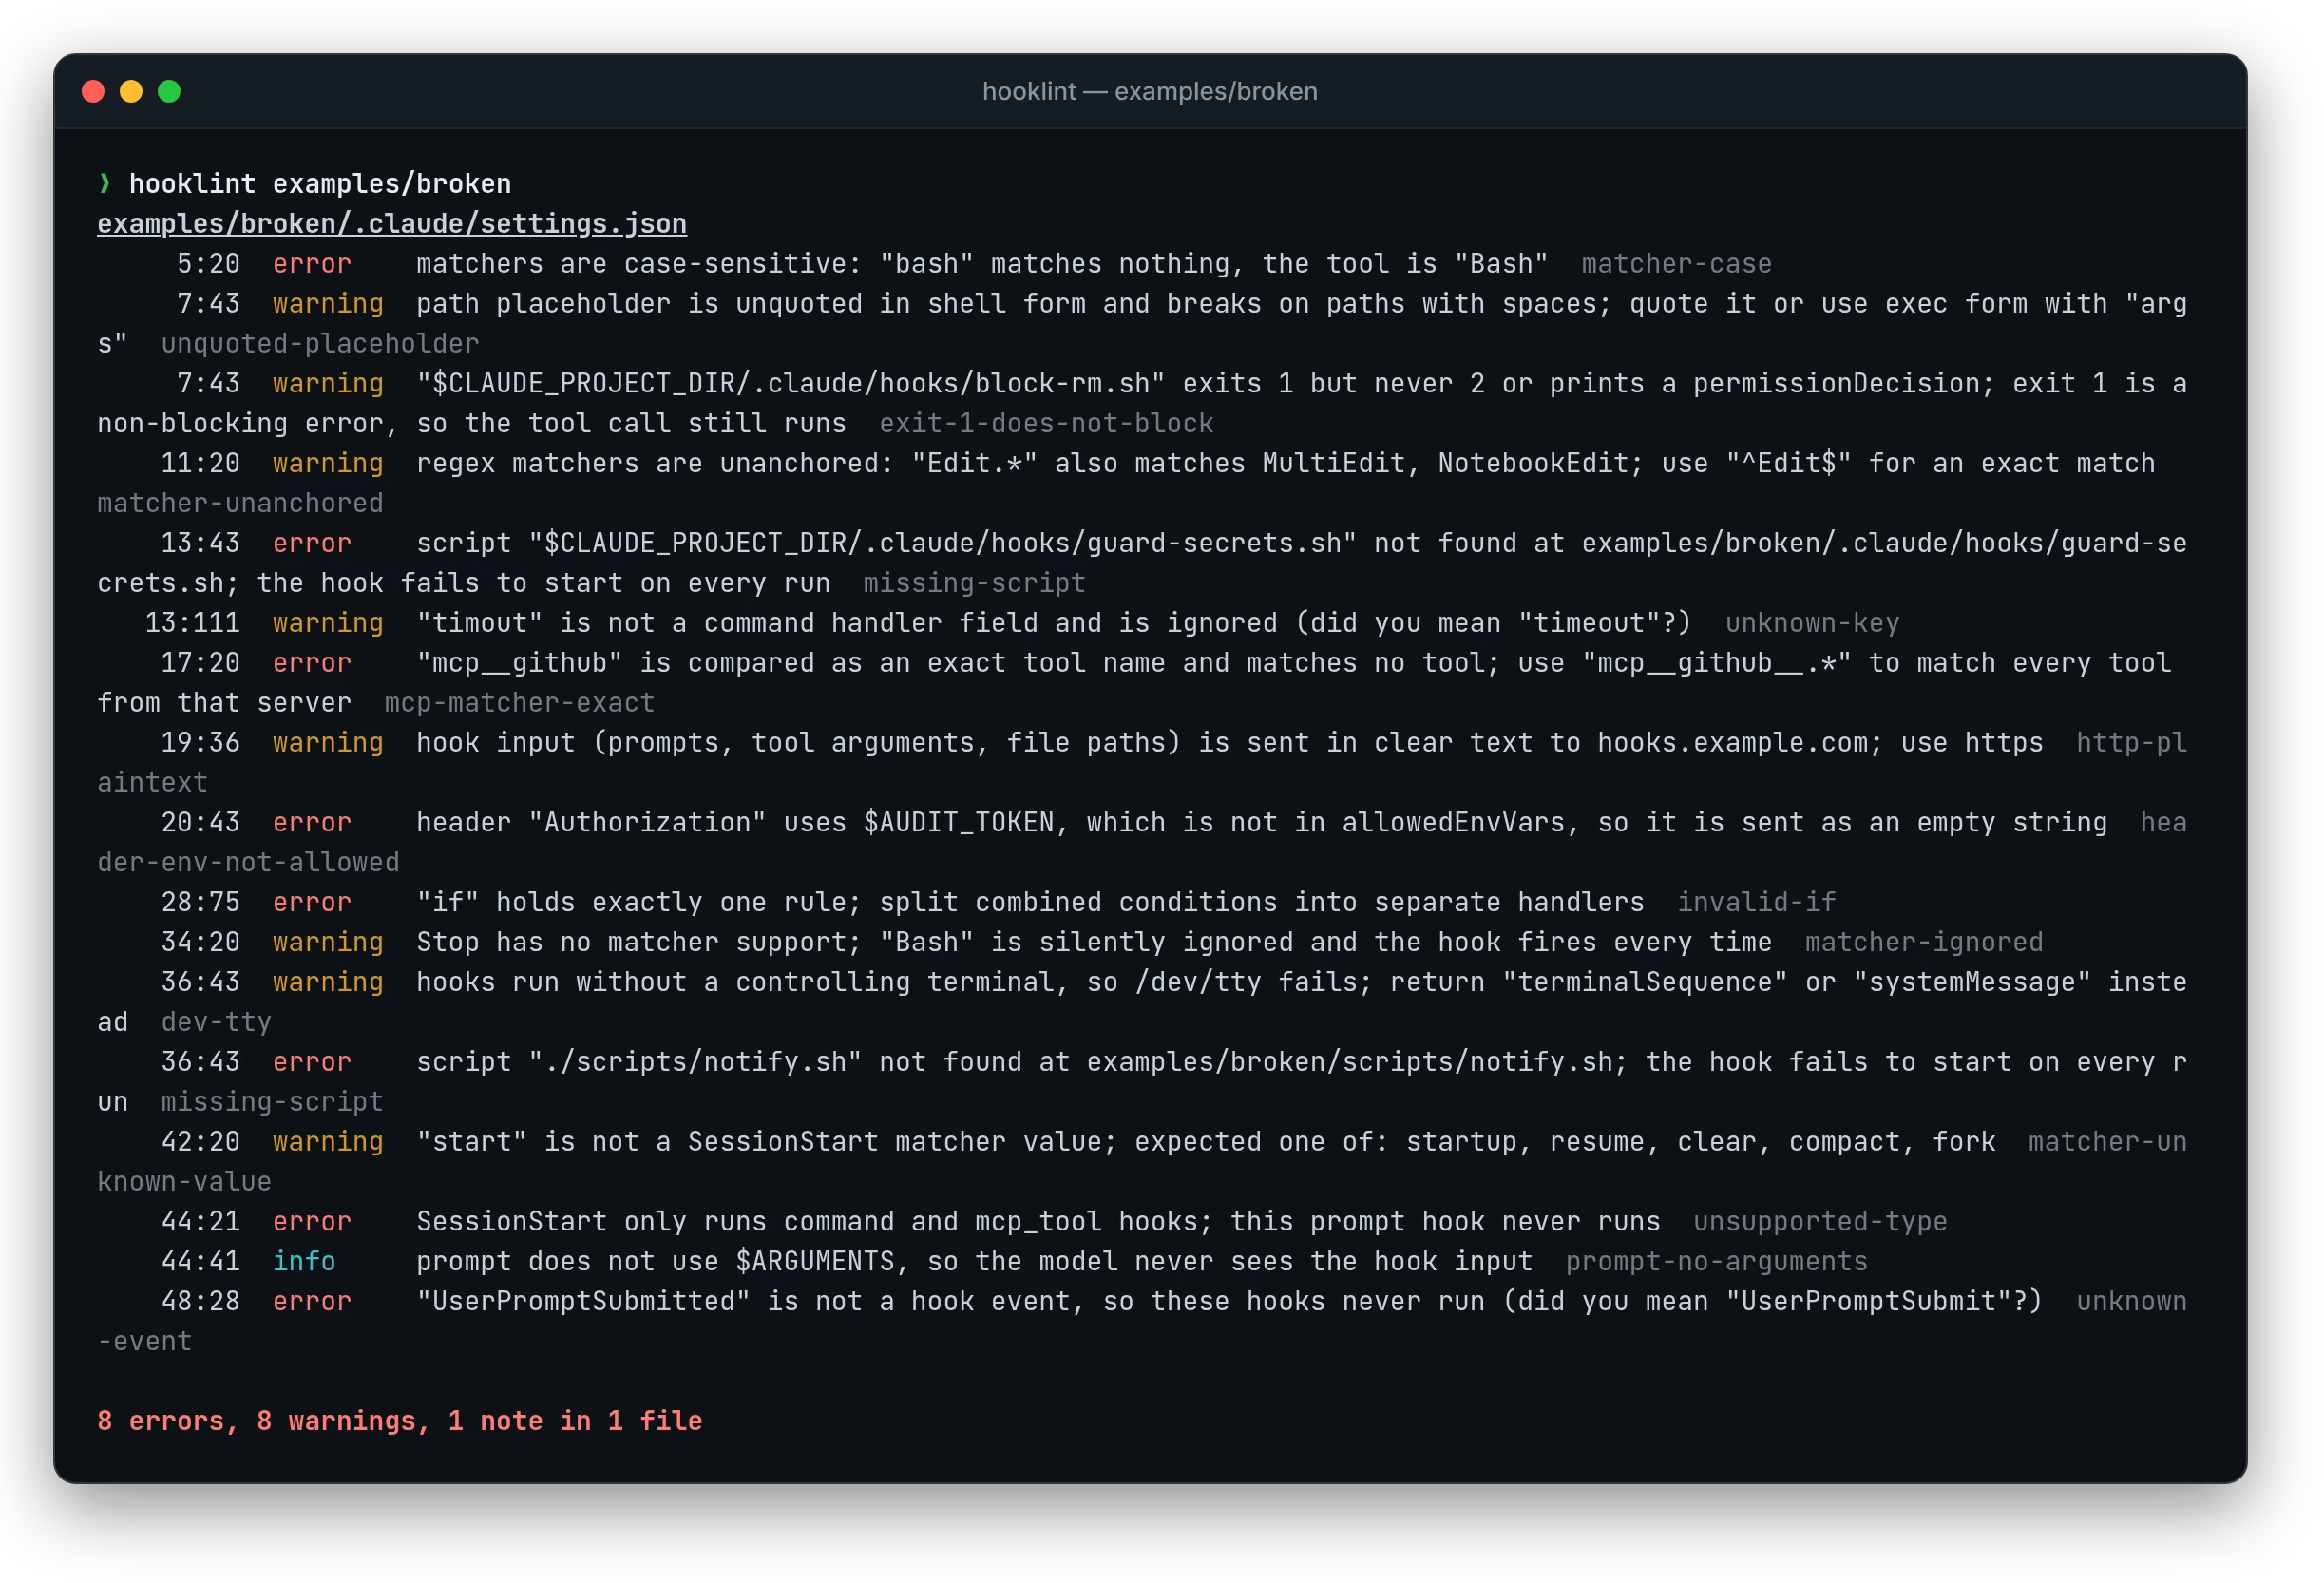 hooklint — examples/broken
❯ hooklint examples/broken
examples/broken/.claude/settings.json
5:20  error    matchers are case-sensitive: "bash" matches nothing, the tool is "Bash"  matcher-case
7:43  warning  path placeholder is unquoted in shell form and breaks on paths with spaces; quote it or use exec form with "arg
s"  unquoted-placeholder
7:43  warning  "$CLAUDE_PROJECT_DIR/.claude/hooks/block-rm.sh" exits 1 but never 2 or prints a permissionDecision; exit 1 is a
non-blocking error, so the tool call still runs  exit-1-does-not-block
11:20  warning  regex matchers are unanchored: "Edit.*" also matches MultiEdit, NotebookEdit; use "^Edit$" for an exact match
matcher-unanchored
13:43  error    script "$CLAUDE_PROJECT_DIR/.claude/hooks/guard-secrets.sh" not found at examples/broken/.claude/hooks/guard-se
crets.sh; the hook fails to start on every run  missing-script
13:111  warning  "timout" is not a command handler field and is ignored (did you mean "timeout"?)  unknown-key
17:20  error    "mcp__github" is compared as an exact tool name and matches no tool; use "mcp__github__.*" to match every tool
from that server  mcp-matcher-exact
19:36  warning  hook input (prompts, tool arguments, file paths) is sent in clear text to hooks.example.com; use https  http-pl
aintext
20:43  error    header "Authorization" uses $AUDIT_TOKEN, which is not in allowedEnvVars, so it is sent as an empty string  hea
der-env-not-allowed
28:75  error    "if" holds exactly one rule; split combined conditions into separate handlers  invalid-if
34:20  warning  Stop has no matcher support; "Bash" is silently ignored and the hook fires every time  matcher-ignored
36:43  warning  hooks run without a controlling terminal, so /dev/tty fails; return "terminalSequence" or "systemMessage" inste
ad  dev-tty
36:43  error    script "./scripts/notify.sh" not found at examples/broken/scripts/notify.sh; the hook fails to start on every r
un  missing-script
42:20  warning  "start" is not a SessionStart matcher value; expected one of: startup, resume, clear, compact, fork  matcher-un
known-value
44:21  error    SessionStart only runs command and mcp_tool hooks; this prompt hook never runs  unsupported-type
44:41  info     prompt does not use $ARGUMENTS, so the model never sees the hook input  prompt-no-arguments
48:28  error    "UserPromptSubmitted" is not a hook event, so these hooks never run (did you mean "UserPromptSubmit"?)  unknown
-event
8 errors, 8 warnings, 1 note in 1 file